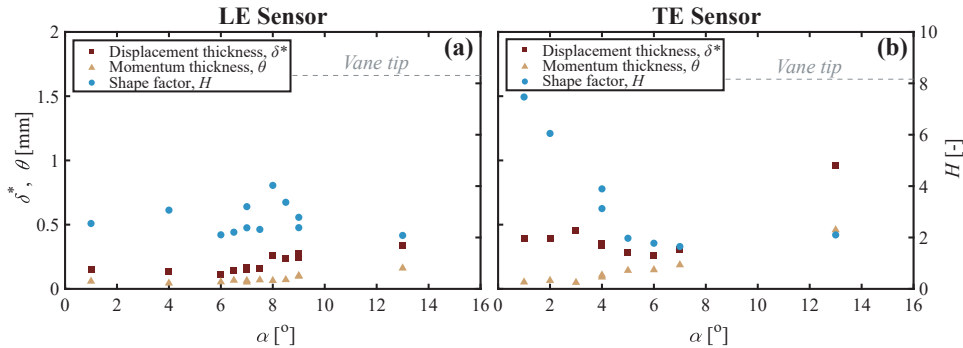 LE Sensor
TE Sensor
2
1.5
1
0.5
0
δ*, θ [mm]
Displacement thickness, δ*
Momentum thickness, θ
Shape factor, H
(a)
Vane tip
0 2 4 6 8 10 12 14 16
α [º]
Displacement thickness, δ*
Momentum thickness, θ
Shape factor, H
(b)
Vane tip
10
8
6
4
2
0
H [-]
0 2 4 6 8 10 12 14 16
α [º]